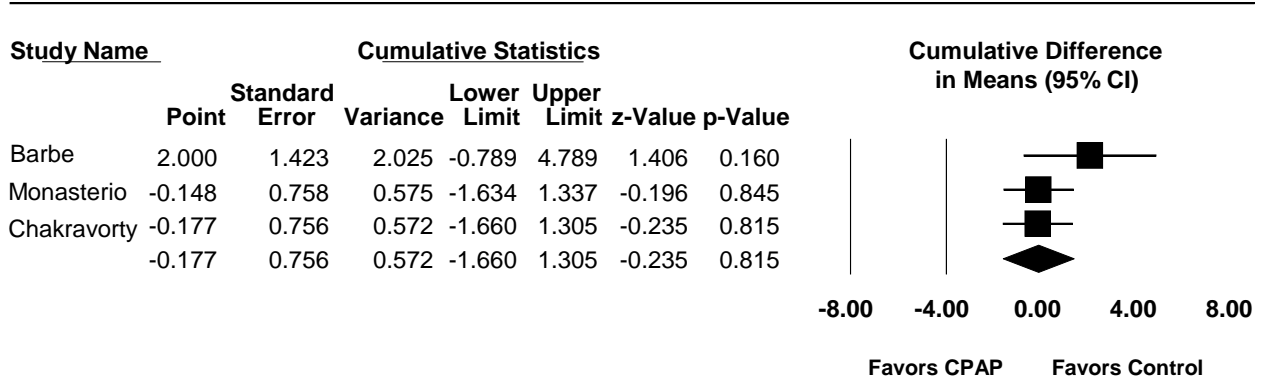 Study Name Cumulative Statistics Cumulative Difference
in Means (95% CI)
Standard Lower Upper
Point Error Variance Limit Limit z-Value p-Value
Barbe 2.000 1.423 2.025 -0.789 4.789 1.406 0.160
Monasterio -0.148 0.758 0.575 -1.634 1.337 -0.196 0.845
Chakravorty -0.177 0.756 0.572 -1.660 1.305 -0.235 0.815
-0.177 0.756 0.572 -1.660 1.305 -0.235 0.815
-8.00 -4.00 0.00 4.00 8.00
Favors CPAP Favors Control